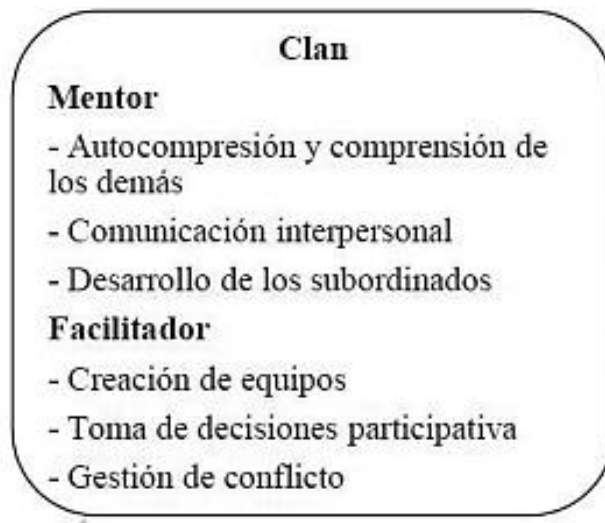 Clan
Mentor
- Autocompresión y comprensión de
los demás
- Comunicación interpersonal
- Desarrollo de los subordinados
Facilitador
- Creación de equipos
- Toma de decisiones participativa
- Gestión de conflicto